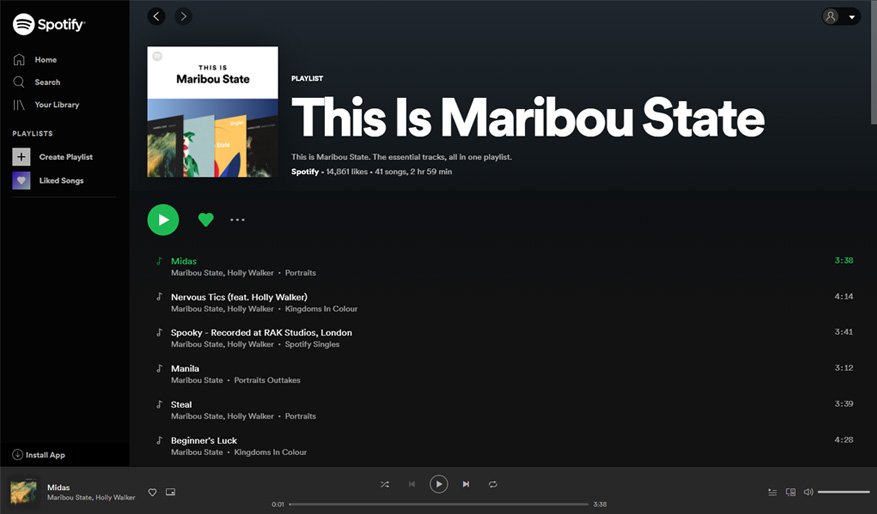 Spotify®
Home
Search
Your Library
PLAYLISTS
Create Playlist
Liked Songs
Install App
THIS IS
Maribou State
PLAYLIST
This Is Maribou State
This is Maribou State. The essential tracks, all in one playlist.
Spotify • 14,861 likes • 41 songs, 2 hr 59 min
Midas 3:38
Maribou State, Holly Walker • Portraits
Nervous Tics (feat. Holly Walker) 4:14
Maribou State, Holly Walker • Kingdoms In Colour
Spooky - Recorded at RAK Studios, London 3:41
Maribou State, Holly Walker • Spotify Singles
Manila 3:12
Maribou State • Portraits Outtakes
Steal 3:39
Maribou State, Holly Walker • Portraits
Beginner's Luck 4:28
Maribou State • Kingdoms In Colour
Midas
Maribou State, Holly Walker
0:01 3:38